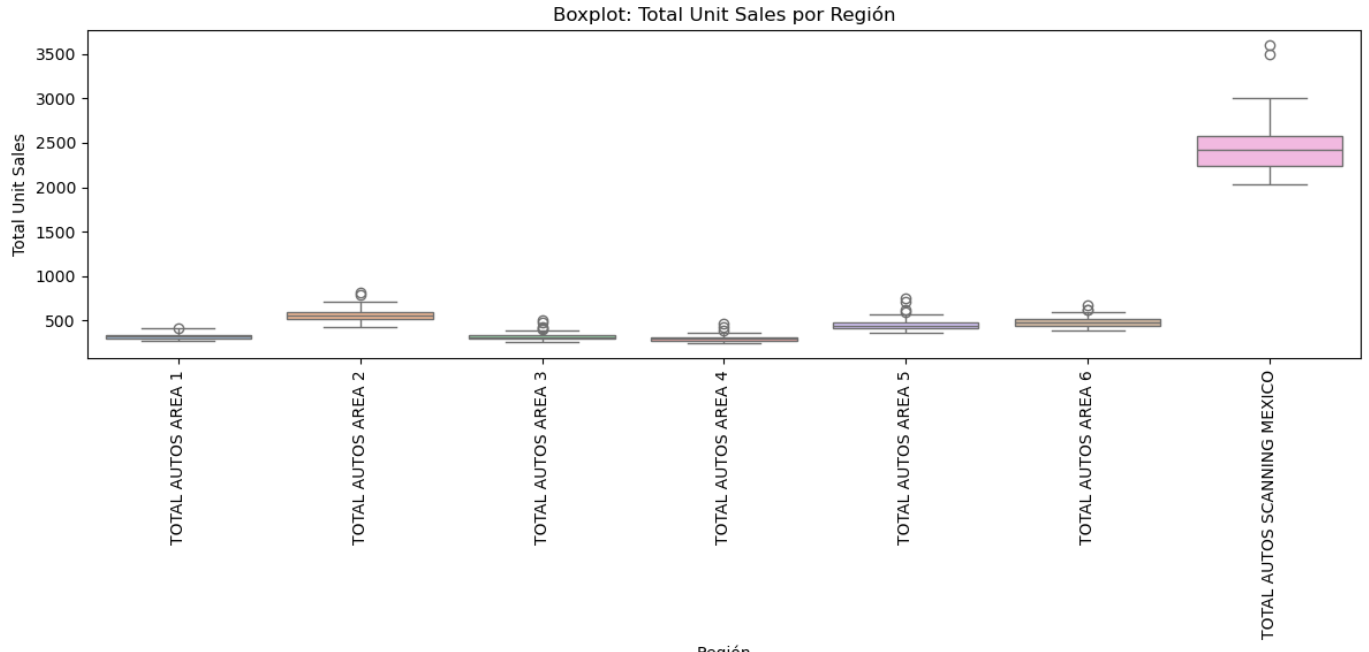 Boxplot: Total Unit Sales por Región
Total Unit Sales
3500
3000
2500
2000
1500
1000
500
TOTAL AUTOS AREA 1
TOTAL AUTOS AREA 2
TOTAL AUTOS AREA 3
TOTAL AUTOS AREA 4
TOTAL AUTOS AREA 5
TOTAL AUTOS AREA 6
TOTAL AUTOS SCANNING MEXICO
Región